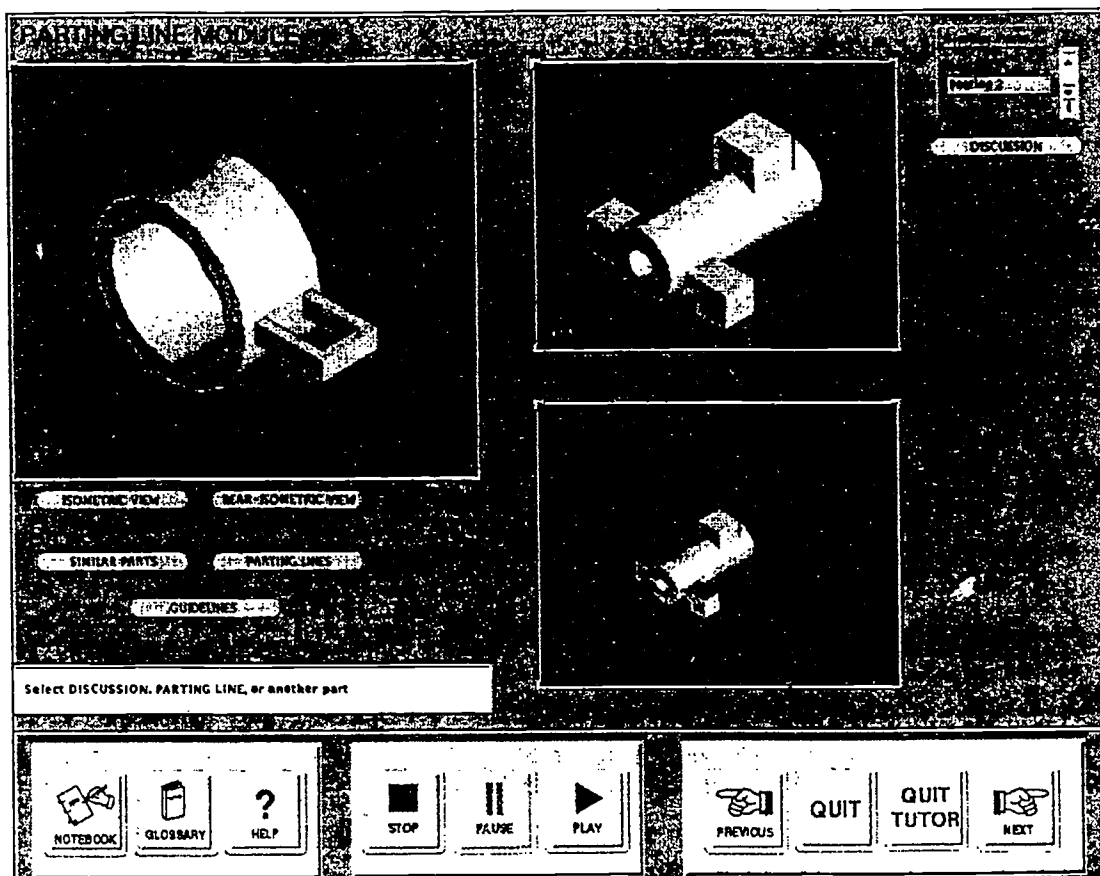 PARTING LINE MODULE
DISCUSSION
ISOMETRIC VIEW
REAR-ISOMETRIC VIEW
SIMILAR PARTS
PARTING LINES
GUIDELINES
Select DISCUSSION, PARTING LINE, or another part
NOTEBOOK
GLOSSARY
HELP
STOP
PAUSE
PLAY
PREVIOUS
QUIT
QUIT
TUTOR
NEXT